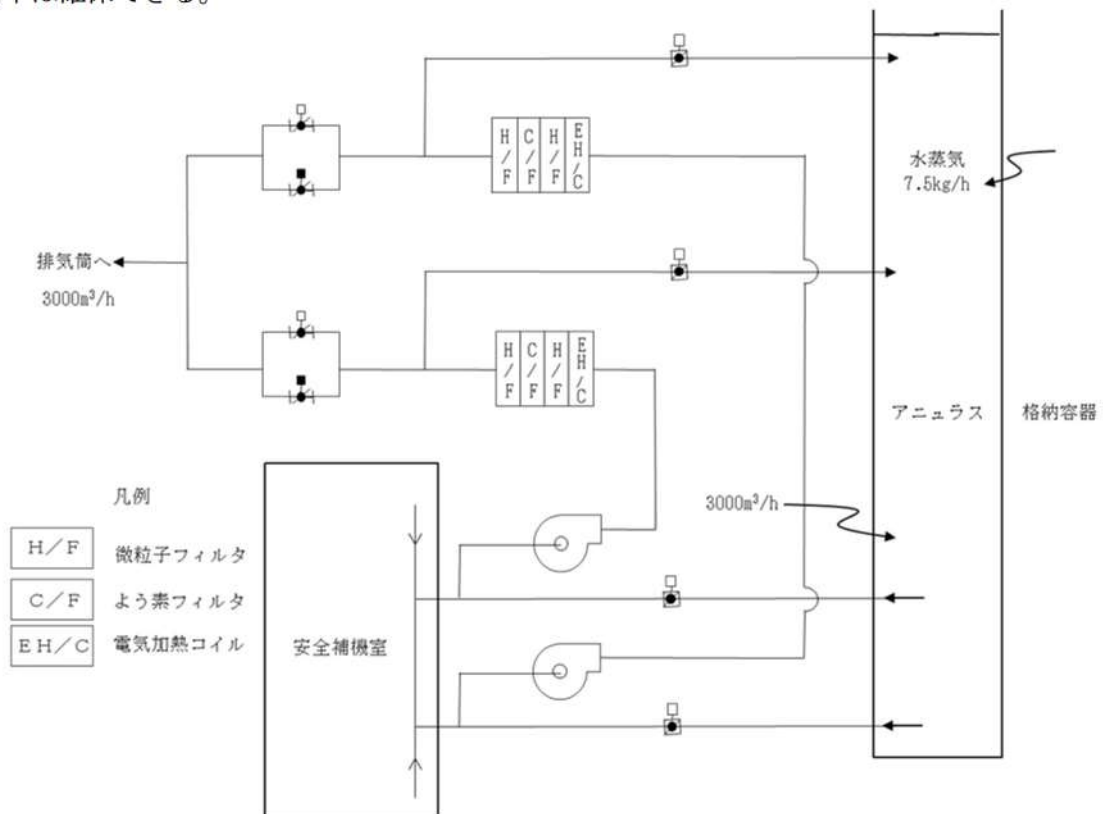 水蒸気
7.5kg/h
H/F
C/F
H/F
EH/C
排気筒へ
3000m³/h
H/F
C/F
H/F
EH/C
アニュラス
格納容器
3000m³/h
凡例
H/F
微粒子フィルタ
C/F
よう素フィルタ
EH/C
電気加熱コイル
安全補機室